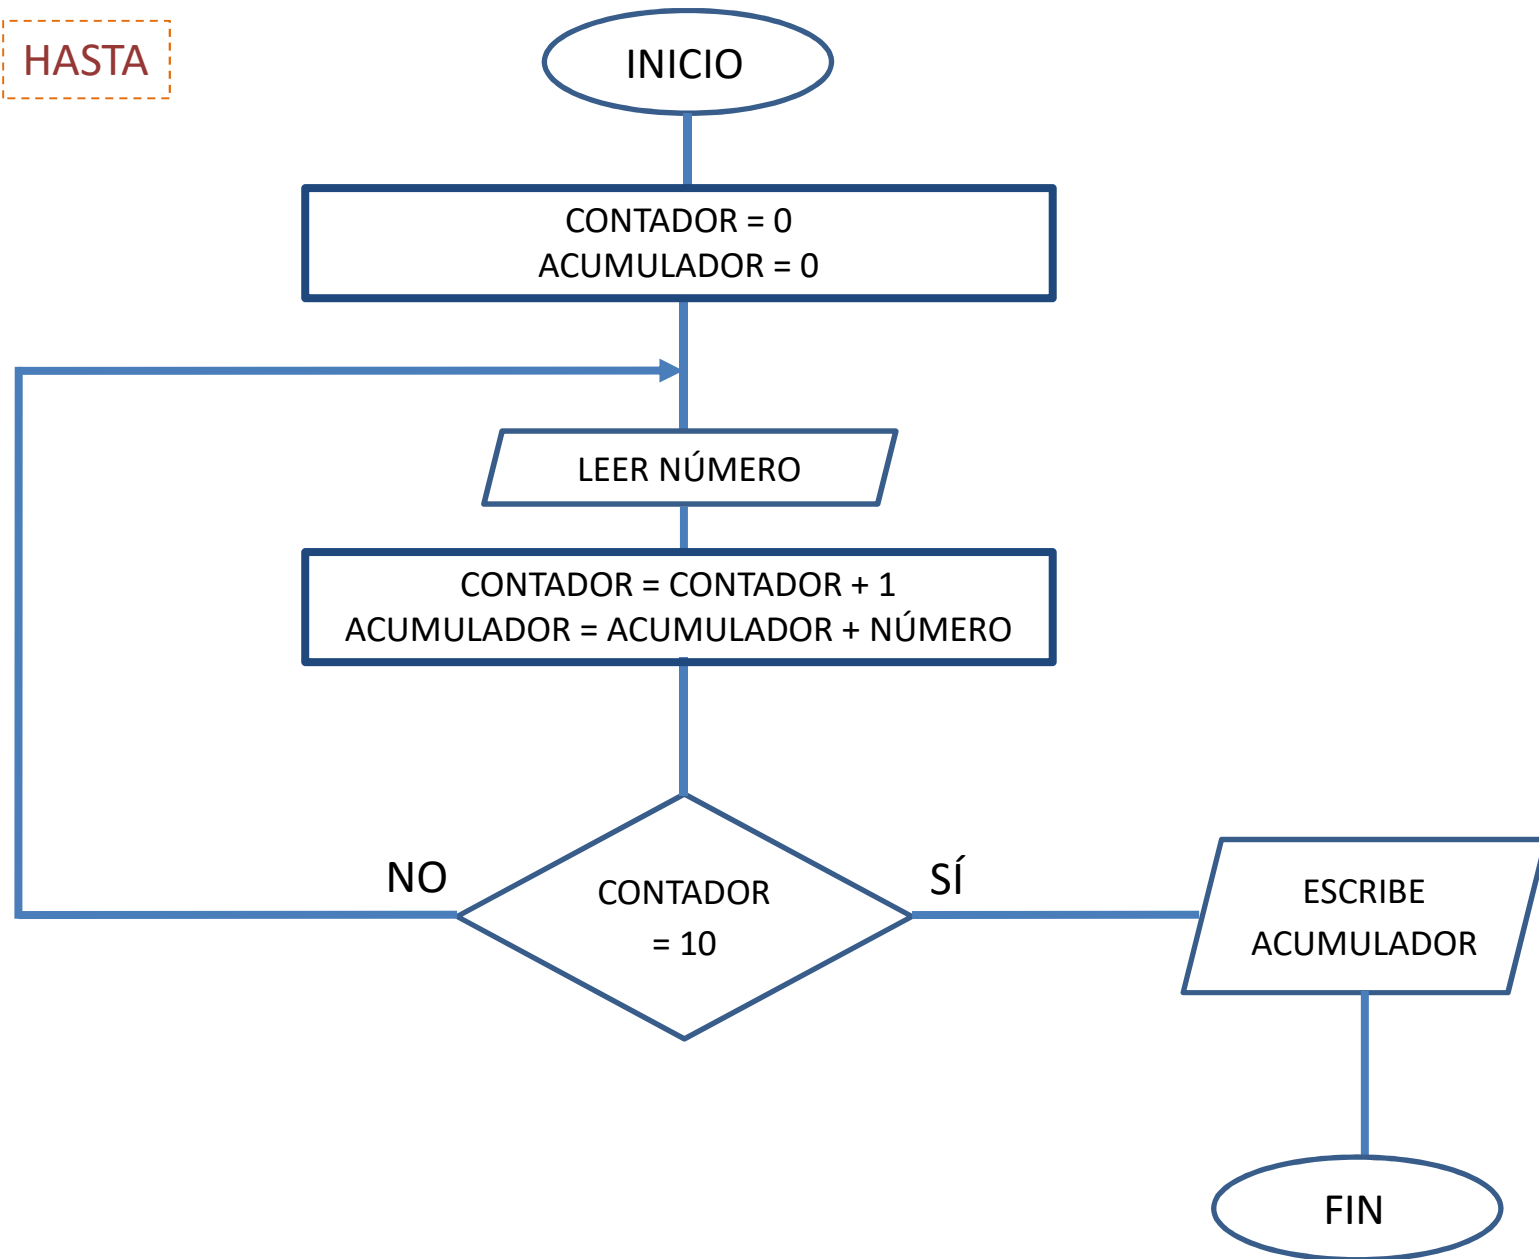 HASTA
INICIO
CONTADOR = 0
ACUMULADOR = 0
LEER NÚMERO
CONTADOR = CONTADOR + 1
ACUMULADOR = ACUMULADOR + NÚMERO
NO
CONTADOR
= 10
SÍ
ESCRIBE
ACUMULADOR
FIN